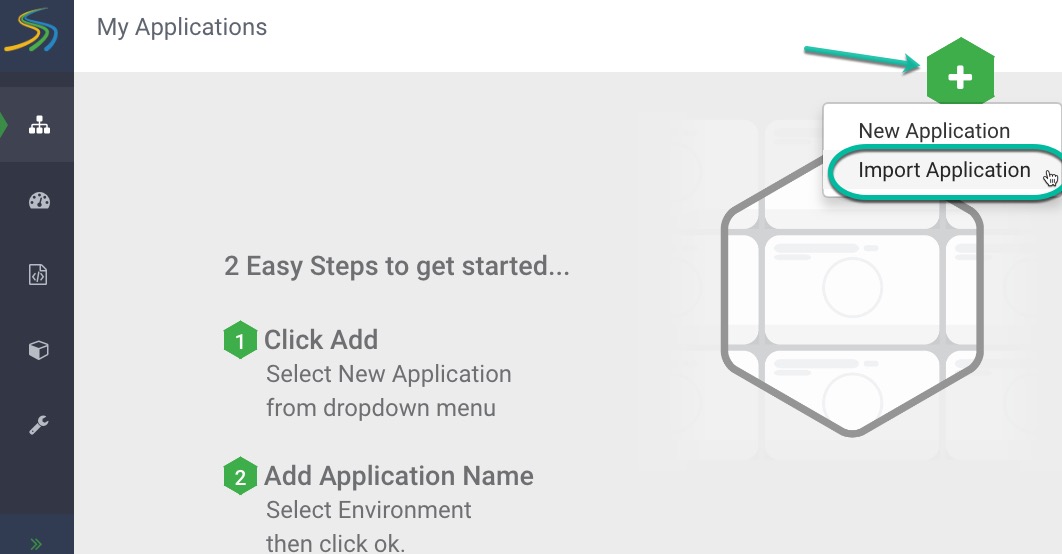 My Applications
New Application
Import Application
2 Easy Steps to get started...
1 Click Add
Select New Application
from dropdown menu
2 Add Application Name
Select Environment
then click ok.